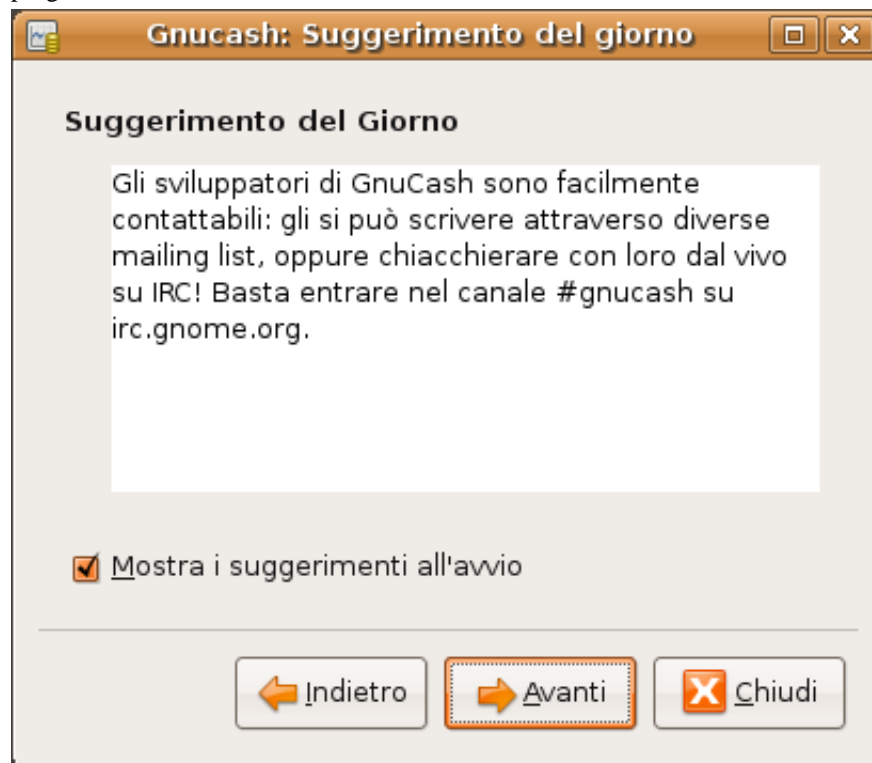 Gnucash: Suggerimento del giorno
Suggerimento del Giorno
Gli sviluppatori di GnuCash sono facilmente
contattabili: gli si può scrivere attraverso diverse
mailing list, oppure chiacchierare con loro dal vivo
su IRC! Basta entrare nel canale #gnucash su
irc.gnome.org.
Mostra i suggerimenti all'avvio
Indietro
Avanti
Chiudi